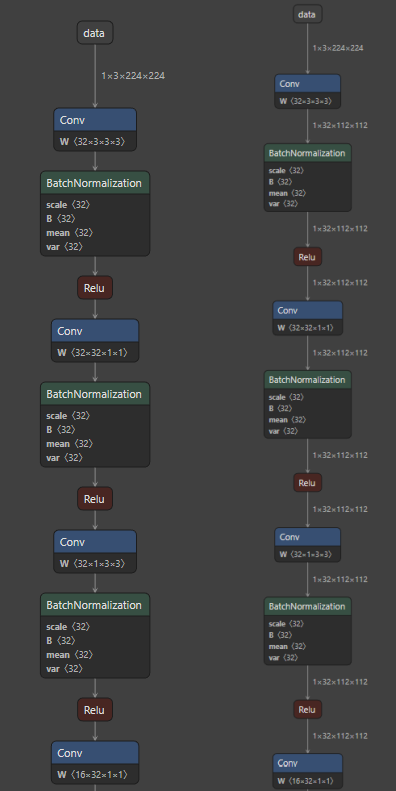 data
1×3×224×224
Conv
W ⟨32×3×3×3⟩
BatchNormalization
scale ⟨32⟩
B ⟨32⟩
mean ⟨32⟩
var ⟨32⟩
Relu
Conv
W ⟨32×32×1×1⟩
BatchNormalization
scale ⟨32⟩
B ⟨32⟩
mean ⟨32⟩
var ⟨32⟩
Relu
Conv
W ⟨32×1×3×3⟩
BatchNormalization
scale ⟨32⟩
B ⟨32⟩
mean ⟨32⟩
var ⟨32⟩
Relu
Conv
W ⟨16×32×1×1⟩
data
1×3×224×224
Conv
W ⟨32×3×3×3⟩
1×32×112×112
BatchNormalization
scale ⟨32⟩
B ⟨32⟩
mean ⟨32⟩
var ⟨32⟩
1×32×112×112
Relu
1×32×112×112
Conv
W ⟨32×32×1×1⟩
1×32×112×112
BatchNormalization
scale ⟨32⟩
B ⟨32⟩
mean ⟨32⟩
var ⟨32⟩
1×32×112×112
Relu
1×32×112×112
Conv
W ⟨32×1×3×3⟩
1×32×112×112
BatchNormalization
scale ⟨32⟩
B ⟨32⟩
mean ⟨32⟩
var ⟨32⟩
1×32×112×112
Relu
1×32×112×112
Conv
W ⟨16×32×1×1⟩